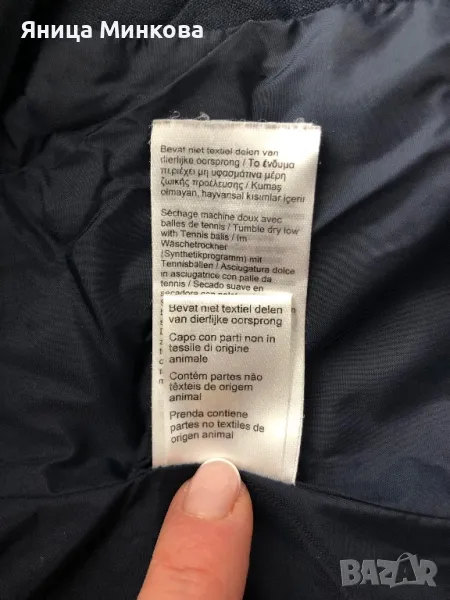 Яница Минкова
Bevat niet textiel delen van
dierlijke oorsprong / Το ένδυμα
περιέχει μη υφασμάτινα μέρη
ζωικής προέλευσης / Kumaş
olmayan, hayvansal kısımlar içerir
Séchage machine doux avec
balles de tennis / Tumble dry low
with Tennis balls / Im
Wäschetrockner
(Synthetikprogramm) mit
Tennisbällen / Asciugatura dolce
in asciugatrice con palle da
tennis / Secado suave en
secadora con
Bevat niet textiel delen
van dierfijke oorsprong
Capo con parti non in
tessile di origine
animale
Contém partes não
têxteis de origem
animal
Prenda contiene
partes no textiles de
origen animal
BAZAR